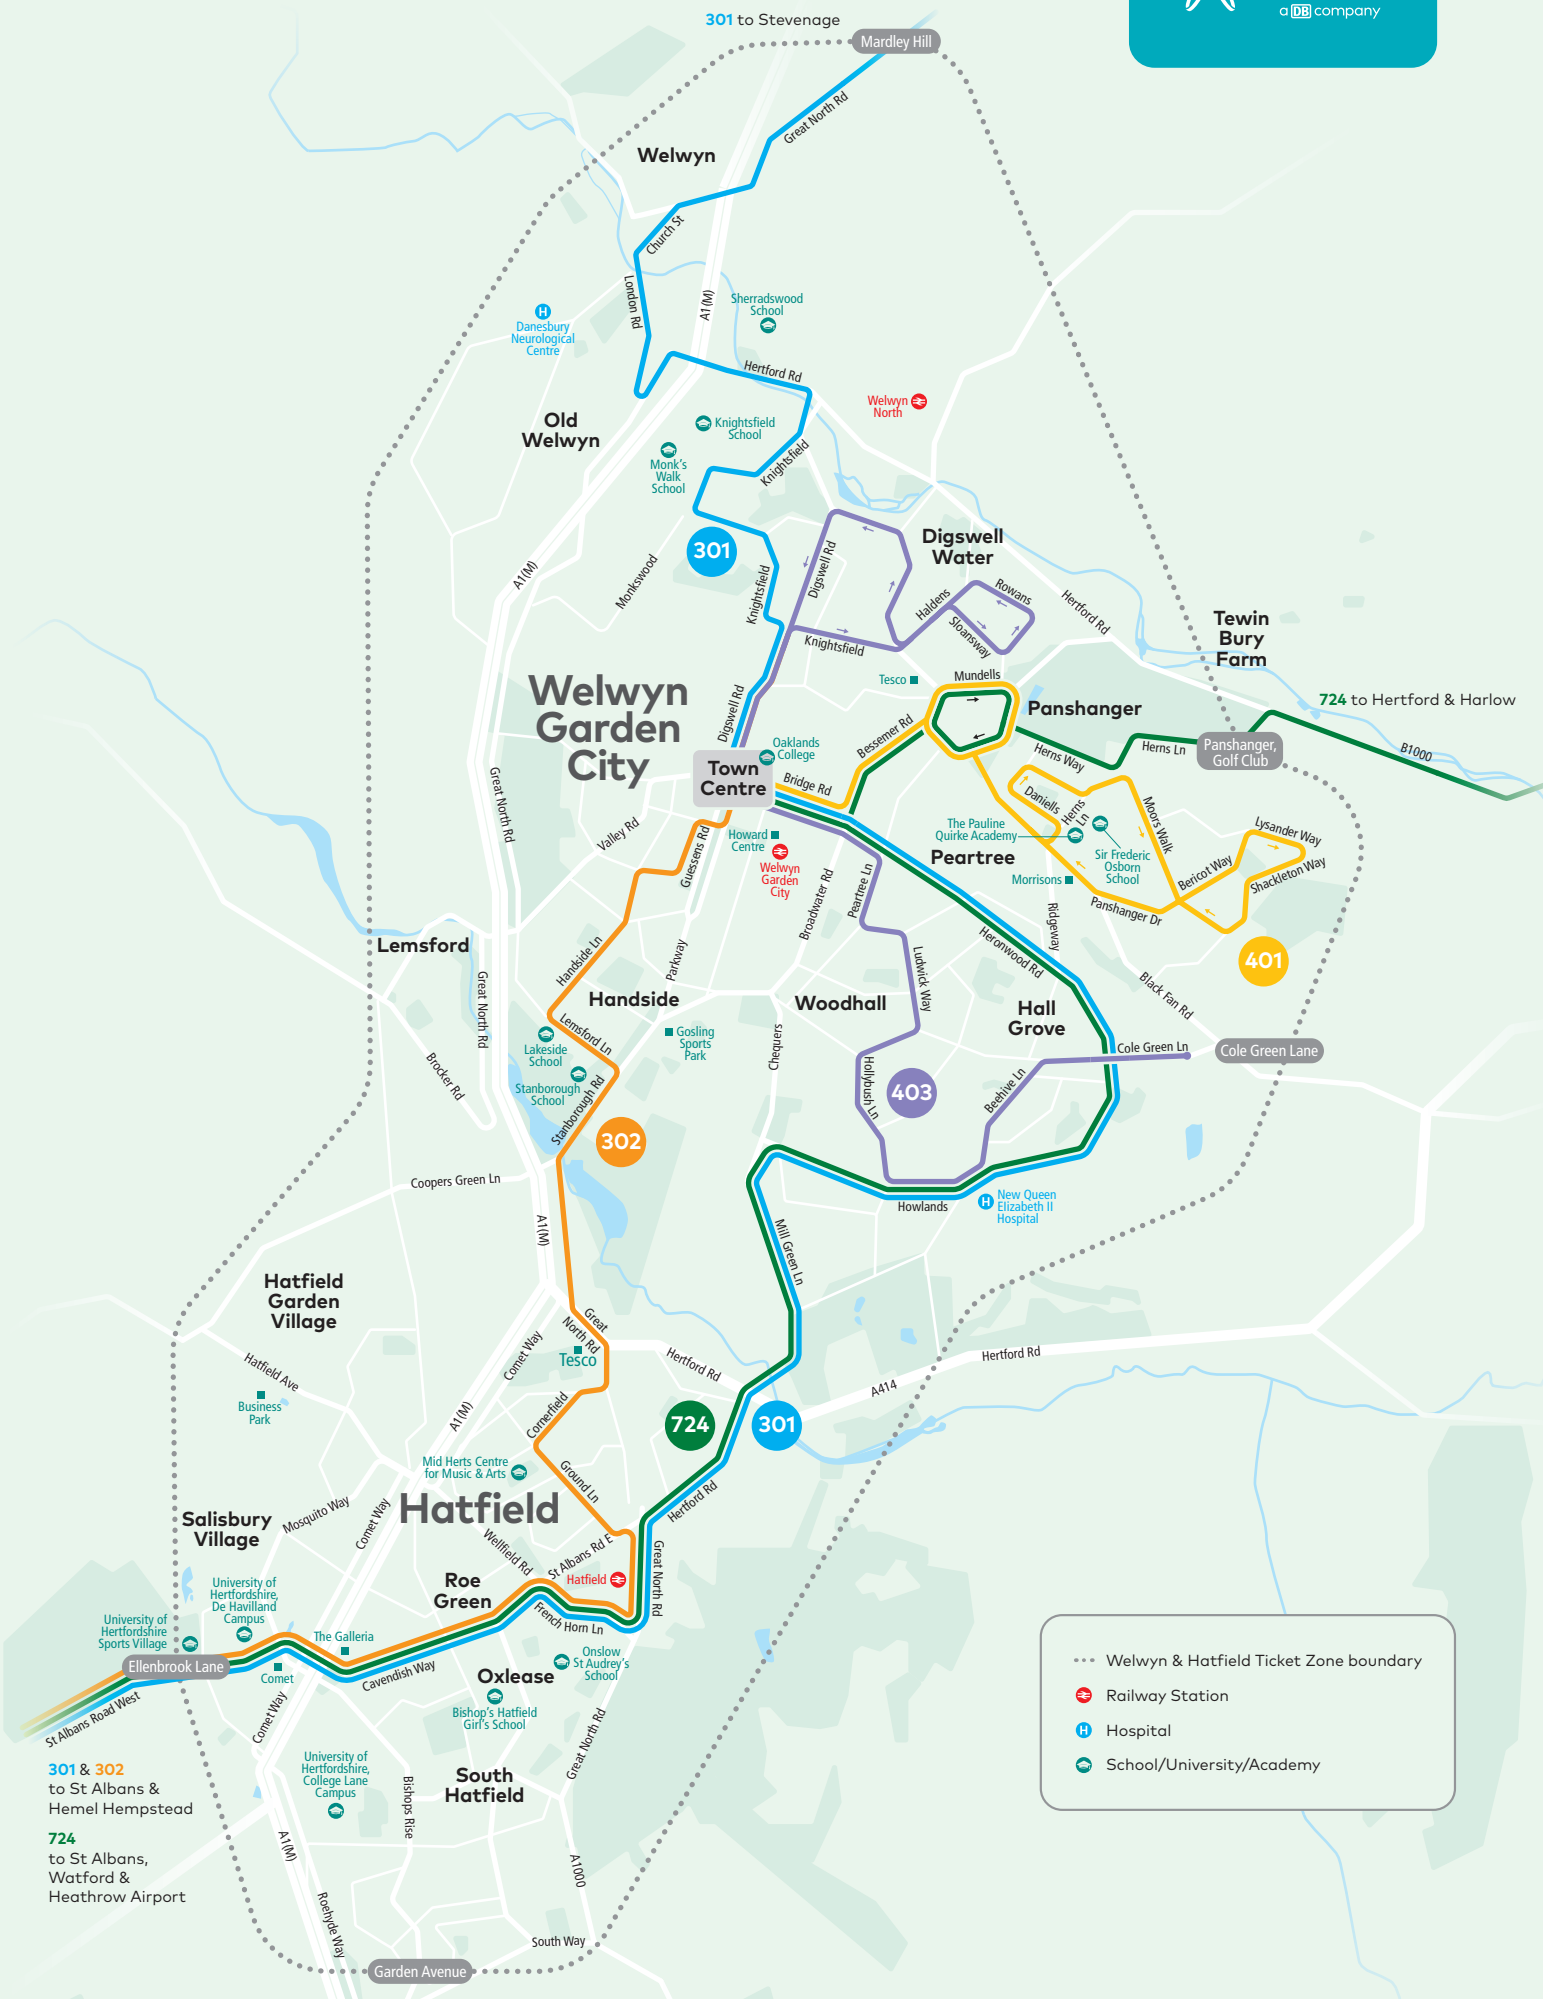 a DB company
301 to Stevenage
Mardley Hill
Great North Rd
Welwyn
Church St
London Rd
A1(M)
Sherradswood
School
H
Danesbury
Neurological
Centre
Hertford Rd
Welwyn
North
Old
Welwyn
Knightsfield
School
Monk's
Walk
School
Knightsfield
301
Digswell
Water
A1(M)
Monkswood
Knightsfield
Digswell Rd
Haldens
Rowans
Sloansway
Hertford Rd
Knightsfield
Tewin
Bury
Farm
Tesco
Mundells
Welwyn
Garden
City
Digswell Rd
Panshanger
724 to Hertford & Harlow
Bessemer Rd
Oaklands
College
Herns Way
Herns Ln
Panshanger,
Golf Club
B1000
Town
Centre
Bridge Rd
Great North Rd
Valley Rd
Guessens Rd
Howard
Centre
Welwyn
Garden
City
Daniells
Herns
Ln
Moors Walk
The Pauline
Quirke Academy
Peartree
Sir Frederic
Osborn
School
Lysander Way
Bericot Way
Shackleton Way
Morrisons
Panshanger Dr
Broadwater Rd
Peartree Ln
Ridgeway
Lemsford
Handside Ln
Parkway
Ludwick Way
Heronwood Rd
401
Great North Rd
Handside
Woodhall
Hall
Grove
Black Fan Rd
Lemsford Ln
Gosling
Sports
Park
Lakeside
School
Chequers
Cole Green Ln
Cole Green Lane
Brocker Rd
Stanborough
School
Stanborough Rd
Hollybush Ln
403
Beehive Ln
302
Coopers Green Ln
A1(M)
H
New Queen
Elizabeth II
Hospital
Howlands
Mill Green Ln
Hatfield
Garden
Village
Great
North Rd
Comet Way
Tesco
Hertford Rd
Hertford Rd
A414
Hatfield Ave
Business
Park
A1(M)
Cornerfield
724
301
Mid Herts Centre
for Music & Arts
Ground Ln
Hatfield
Mosquito Way
Comet Way
Hertford Rd
Salisbury
Village
Wellfield Rd
St Albans Rd E
Great North Rd
Hatfield
Roe
Green
University of
Hertfordshire,
De Havilland
Campus
University of
Hertfordshire
Sports Village
French Horn Ln
The Galleria
Ellenbrook Lane
Comet
Cavendish Way
Onslow
St Audrey's
School
Oxlease
Bishop's Hatfield
Girl's School
St Albans Road West
Comet Way
Great North Rd
301 & 302
to St Albans &
Hemel Hempstead
724
to St Albans,
Watford &
Heathrow Airport
University of
Hertfordshire,
College Lane
Campus
Bishops Rise
South
Hatfield
A1(M)
A1000
Roehyde Way
South Way
Garden Avenue
Welwyn & Hatfield Ticket Zone boundary
Railway Station
H
Hospital
School/University/Academy